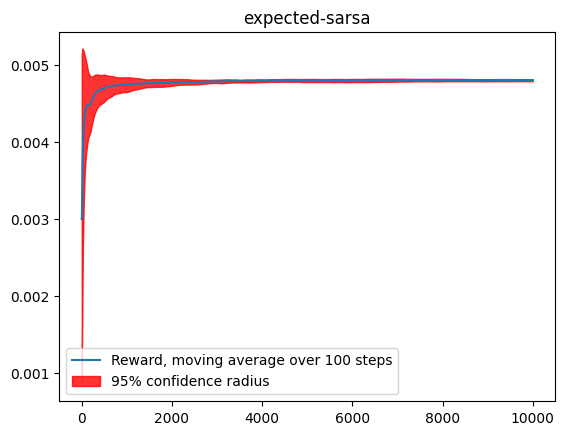 expected-sarsa
0.005
0.004
0.003
0.002
0.001
Reward, moving average over 100 steps
95% confidence radius
0 2000 4000 6000 8000 10000